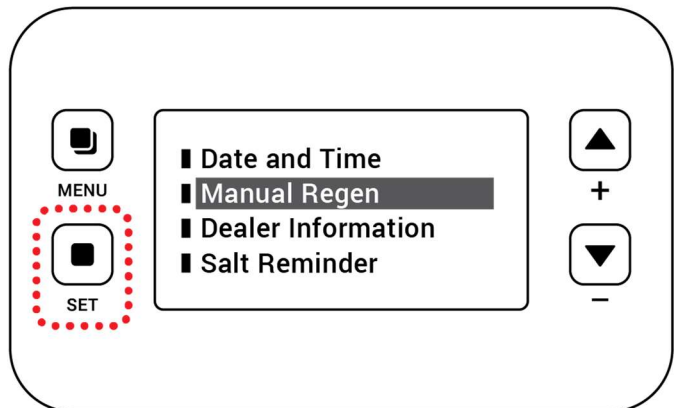 MENU
SET
Date and Time
Manual Regen
Dealer Information
Salt Reminder
+
−